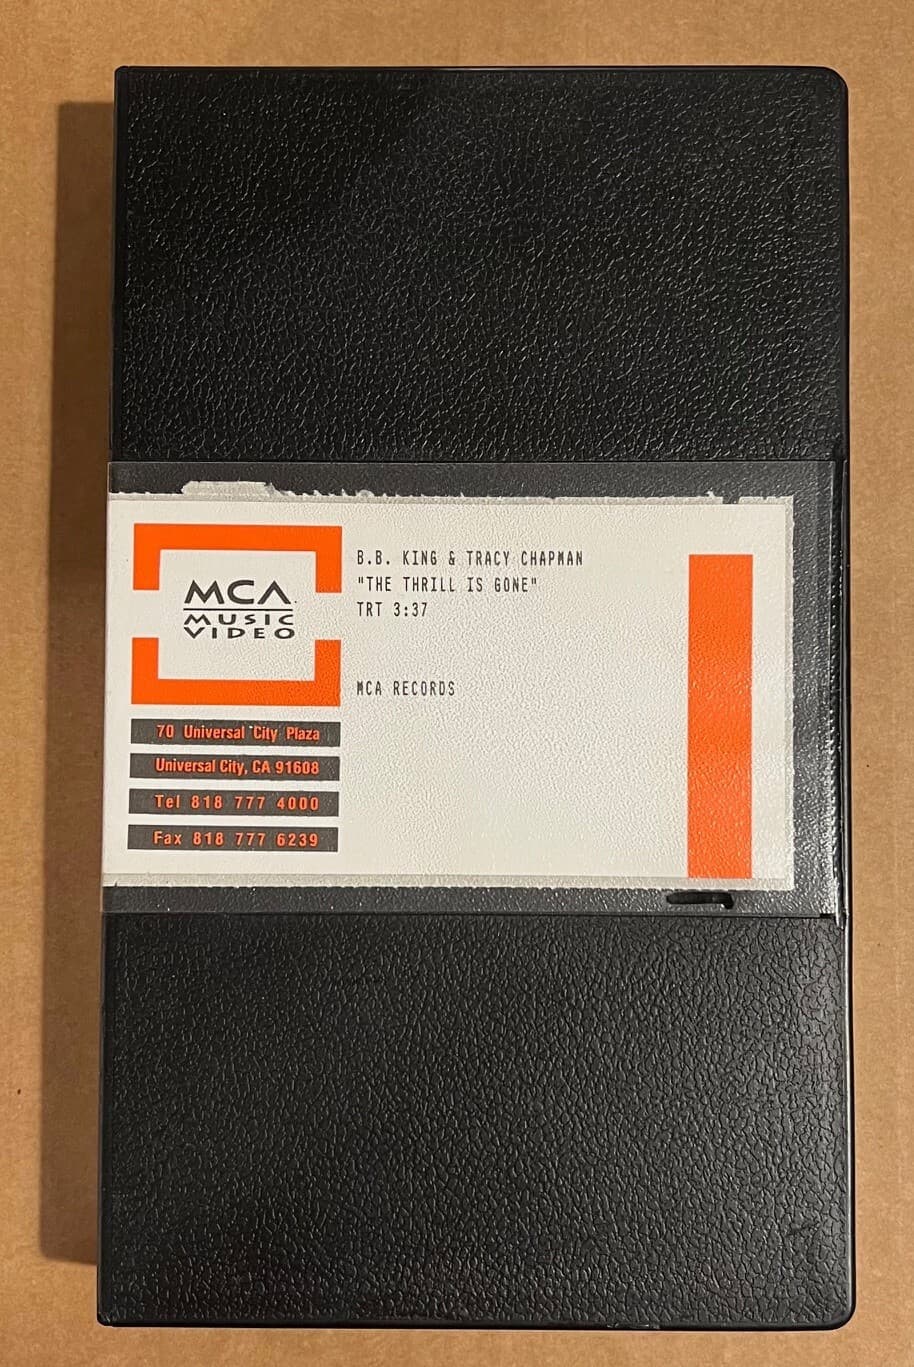 MCA
MUSIC
VIDEO
70 Universal City Plaza
Universal City, CA 91608
Tel 818 777 4000
Fax 818 777 6239
B.B. KING & TRACY CHAPMAN
"THE THRILL IS GONE"
TRT 3:37
MCA RECORDS